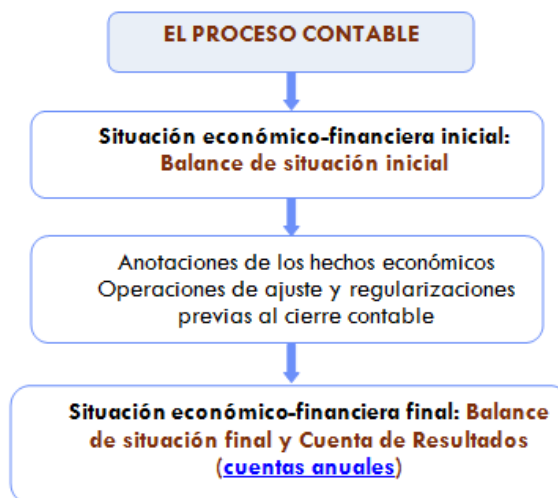 EL PROCESO CONTABLE
Situación económico-financiera inicial:
Balance de situación inicial
Anotaciones de los hechos económicos
Operaciones de ajuste y regularizaciones
previas al cierre contable
Situación económico-financiera final: Balance
de situación final y Cuenta de Resultados
(cuentas anuales)